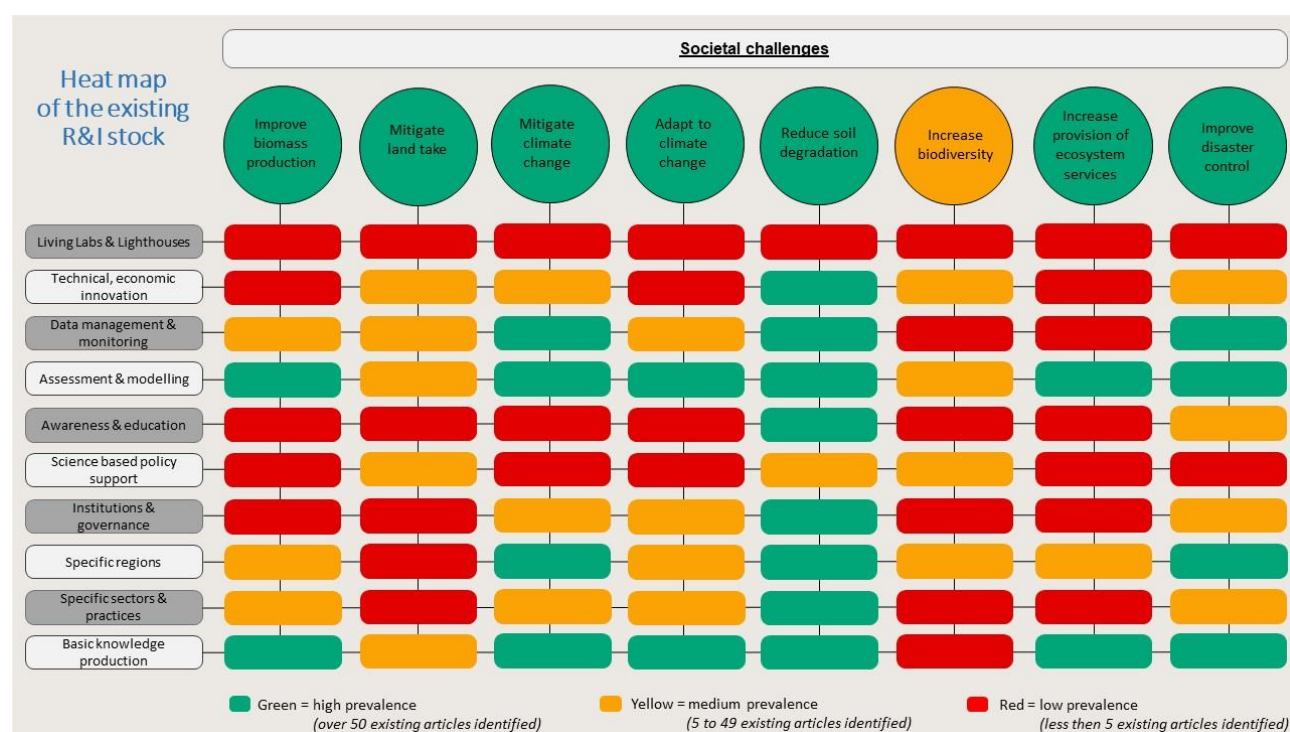 Societal challenges
Heat map
of the existing
R&I stock
Improve
biomass
production
Mitigate
land take
Mitigate
climate
change
Adapt to
climate
change
Reduce soil
degradation
Increase
biodiversity
Increase
provision of
ecosystem
services
Improve
disaster
control
Living Labs & Lighthouses
Technical, economic
innovation
Data management &
monitoring
Assessment & modelling
Awareness & education
Science based policy
support
Institutions &
governance
Specific regions
Specific sectors &
practices
Basic knowledge
production
Green = high prevalence
(over 50 existing articles identified)
Yellow = medium prevalence
(5 to 49 existing articles identified)
Red = low prevalence
(less then 5 existing articles identified)